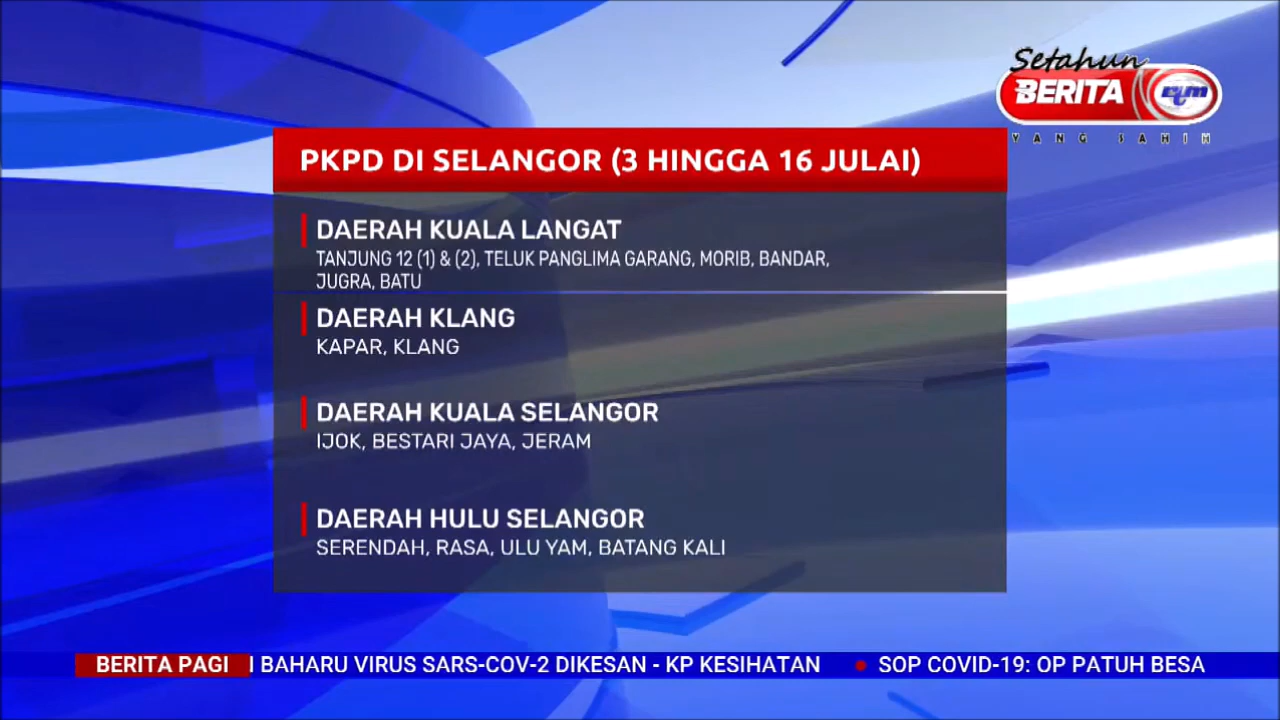 Setahun
BERITA rtm
YANG SAHIH
PKPD DI SELANGOR (3 HINGGA 16 JULAI)
DAERAH KUALA LANGAT
TANJUNG 12 (1) & (2), TELUK PANGLIMA GARANG, MORIB, BANDAR,
JUGRA, BATU
DAERAH KLANG
KAPAR, KLANG
DAERAH KUALA SELANGOR
IJOK, BESTARI JAYA, JERAM
DAERAH HULU SELANGOR
SERENDAH, RASA, ULU YAM, BATANG KALI
BERITA PAGI I BAHARU VIRUS SARS-COV-2 DIKESAN - KP KESIHATAN • SOP COVID-19: OP PATUH BESA